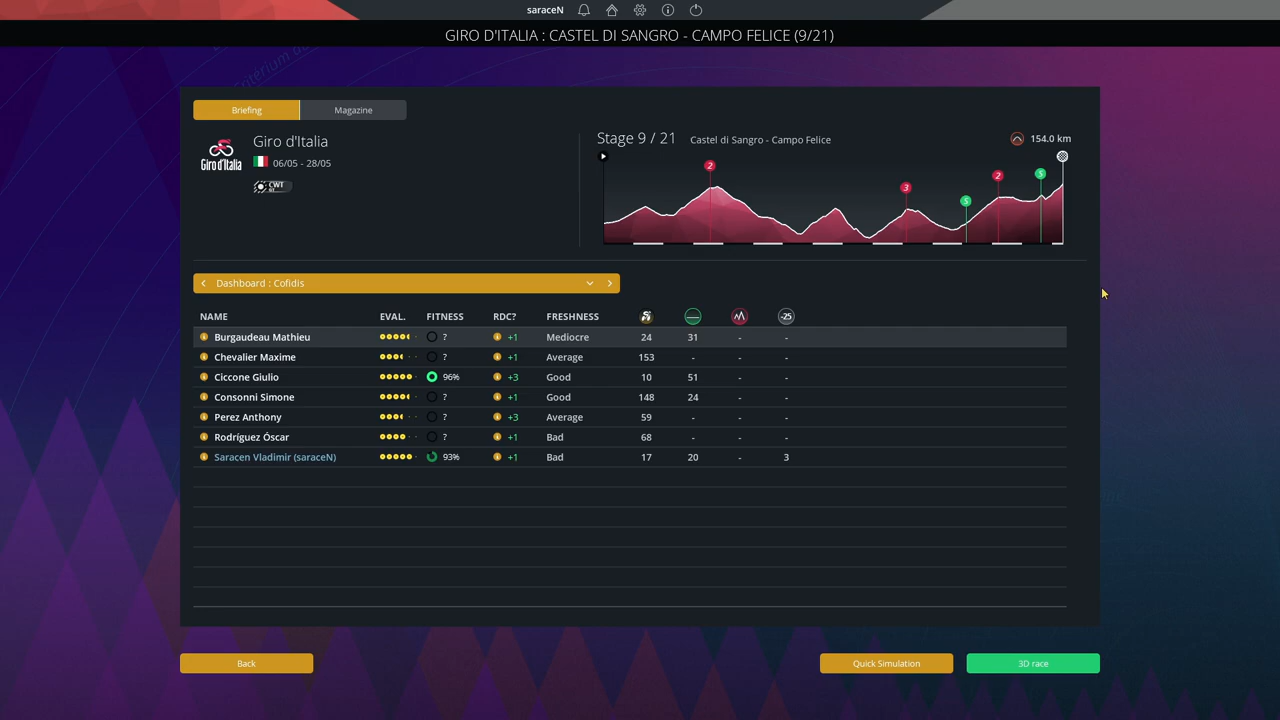 saraceN
GIRO D'ITALIA : CASTEL DI SANGRO - CAMPO FELICE (9/21)
Briefing Magazine
Giro d'Italia
Giro d'Italia
06/05 - 28/05
CWT
Stage 9 / 21 Castel di Sangro - Campo Felice 154.0 km
2 3 S 2 S
Dashboard : Cofidis
NAME EVAL. FITNESS RDC? FRESHNESS -25
Burgaudeau Mathieu ? +1 Mediocre 24 31 - -
Chevalier Maxime ? +1 Average 153 - - -
Ciccone Giulio 96% +3 Good 10 51 - -
Consonni Simone ? +1 Good 148 24 - -
Perez Anthony ? +3 Average 59 - - -
Rodríguez Óscar ? +1 Bad 68 - - -
Saracen Vladimir (saraceN) 93% +1 Bad 17 20 - 3
Back Quick Simulation 3D race